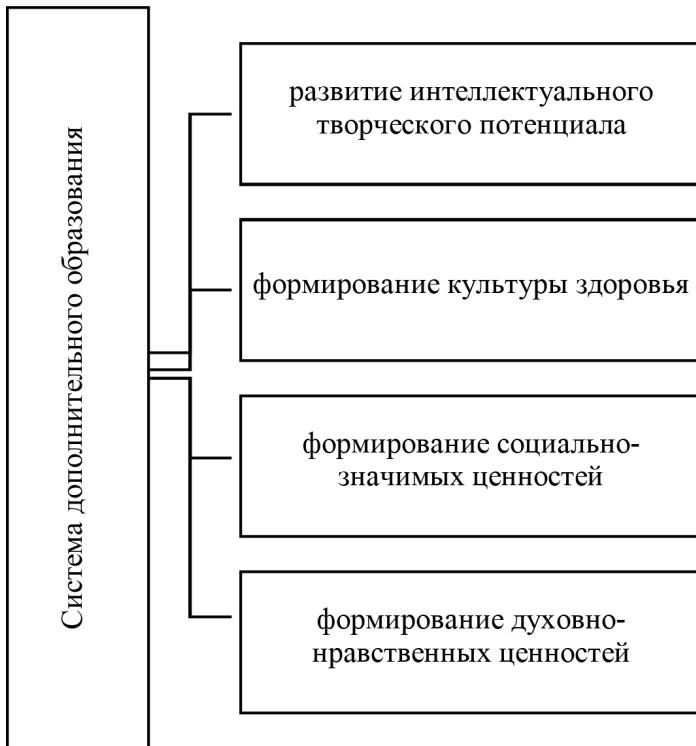 Система дополнительного образования
развитие интеллектуального
творческого потенциала
формирование культуры здоровья
формирование социально-
значимых ценностей
формирование духовно-
нравственных ценностей